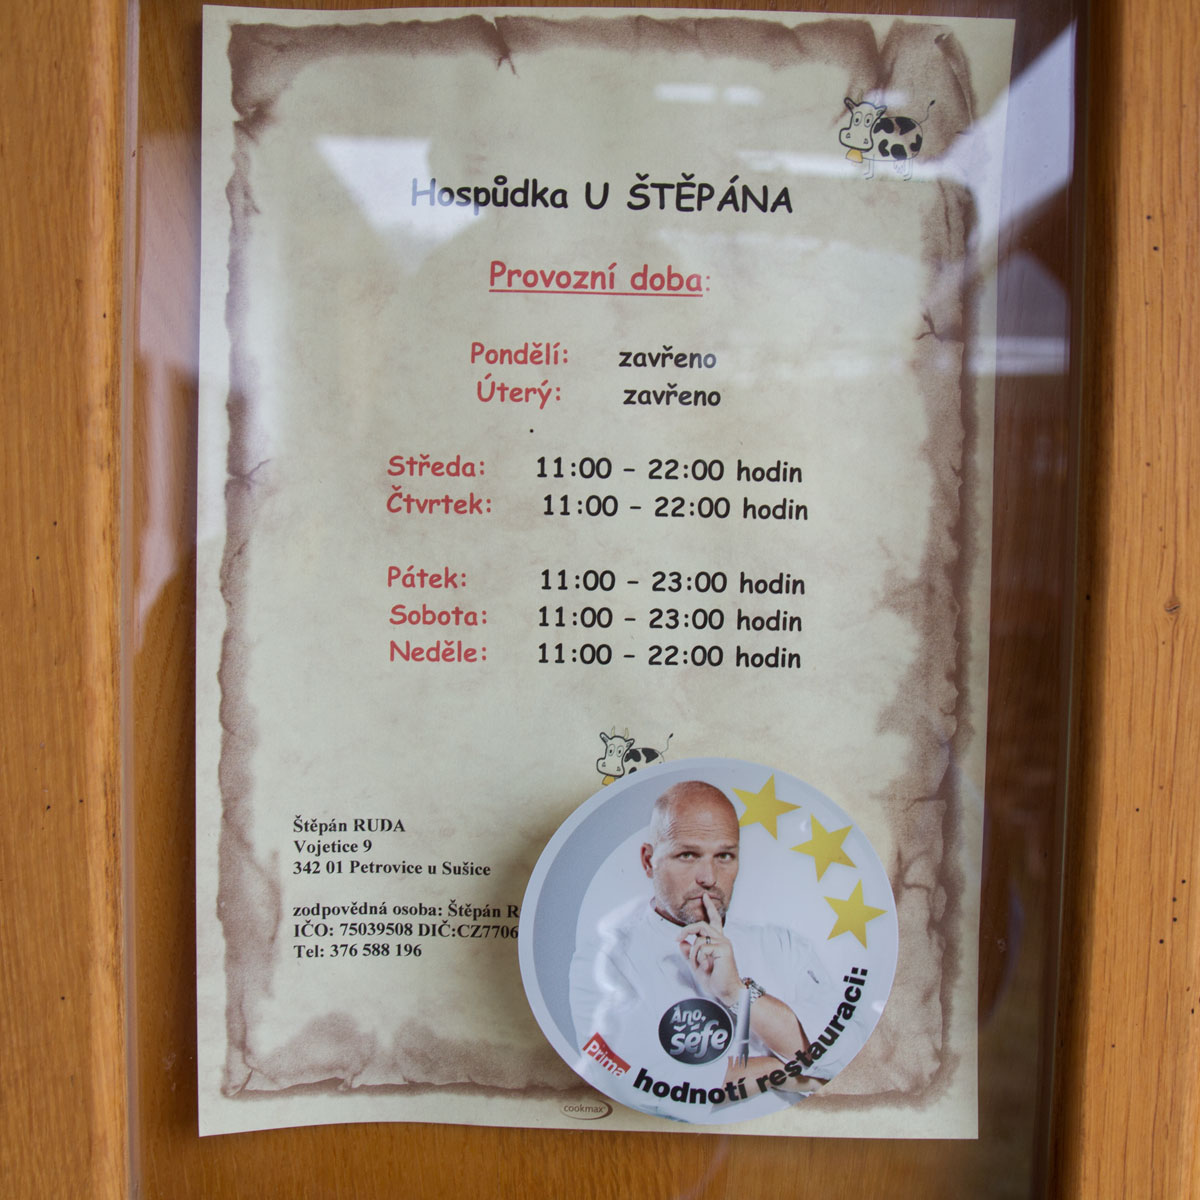 Hospůdka U ŠTĚPÁNA
Provozní doba:
Pondělí: zavřeno
Úterý: zavřeno
Středa: 11:00 - 22:00 hodin
Čtvrtek: 11:00 - 22:00 hodin
Pátek: 11:00 - 23:00 hodin
Sobota: 11:00 - 23:00 hodin
Neděle: 11:00 - 22:00 hodin
Štěpán RUDA
Vojetice 9
342 01 Petrovice u Sušice
zodpovědná osoba: Štěpán R
IČO: 75039508 DIČ:CZ7706
Tel: 376 588 196
Ano,
šéfe
prima
hodnotí restauraci:
cookmax